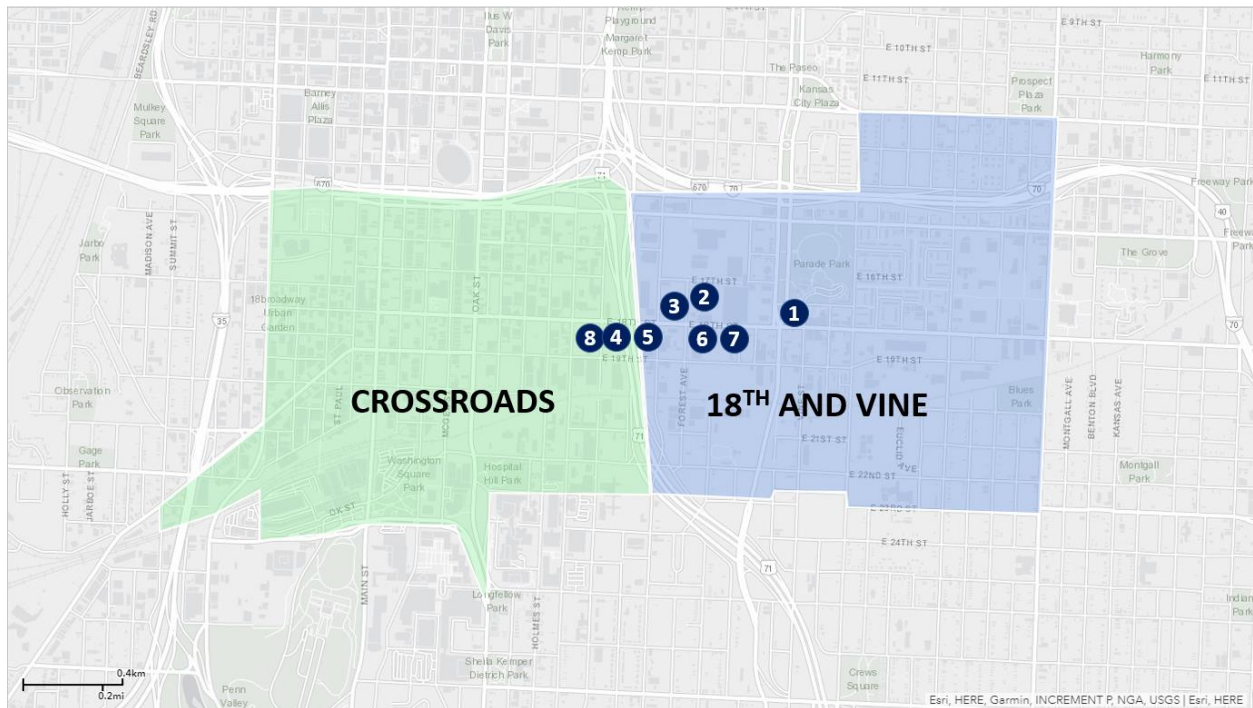 BEARDSLEY RD
Mulkey
Square
Park
Barney
Allis
Plaza
Ilus W
Davis
Park
Playground
Margaret
Kemp Park
The Paseo
Kansas
City Plaza
E 9TH ST
E 10TH ST
E 11TH ST
Prospect
Plaza
Park
Harmony
Park
E 11TH ST
670
670
70
70
Freeway Park
40
The Grove
MADISON AVE
SUMMIT ST
Jarbo
Park
18broadway
Urban
Garden
35
OAK ST
E 17TH ST
Parade Park
E 16TH ST
3
2
1
E 18TH
8
4
5
6
7
E 19TH ST
E 19TH ST
70
CROSSROADS
18TH AND VINE
Observation
Park
ST PAUL
FOREST AVE
Blues
Park
MONTGALL AVE
BENTON BLVD
KANSAS AVE
71
E 21ST ST
EUCLID AVE
Gage
Park
HOLLY ST
JARBOE ST
Washington
Square
Park
Hospital
Hill Park
E 22ND ST
Montgall
Park
E 23RD ST
E 24TH ST
MAIN ST
71
Longfellow
Park
HOLMES ST
Sheila Kemper
Dietrich Park
Crews
Square
Penn
Valley
0.4km
0.2mi
Esri, HERE, Garmin, INCREMENT P, NGA, USGS | Esri, HERE